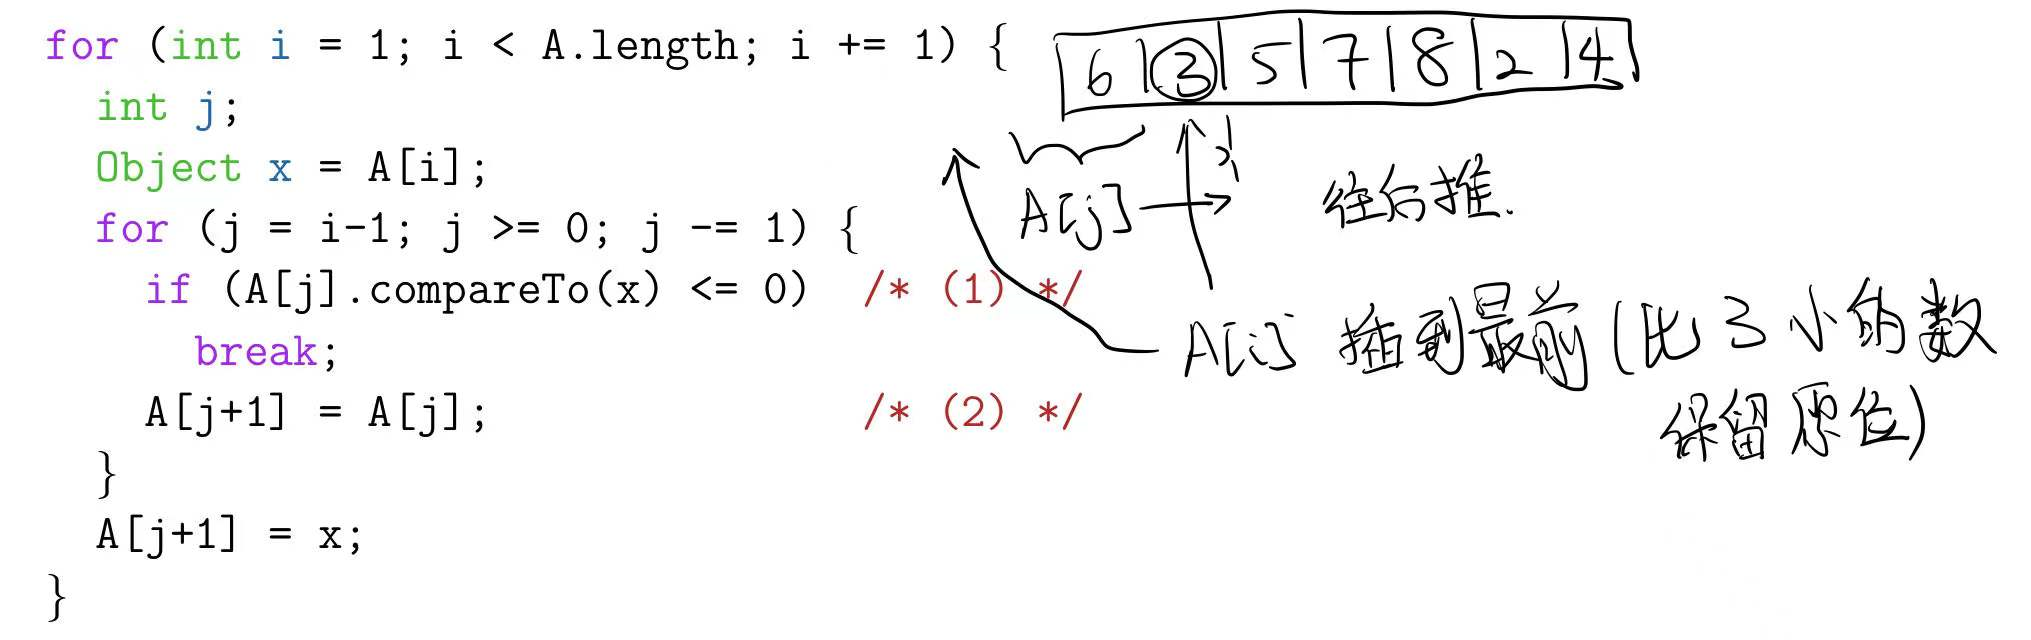 for (int i = 1; i < A.length; i += 1) {
6 | 3 | 5 | 7 | 8 | 2 | 4
int j;
i
Object x = A[i];
A[j] → 往后推.
for (j = i-1; j >= 0; j -= 1) {
if (A[j].compareTo(x) <= 0) /* (1) */
A[i] 插到最前(比3小的数
break;
保留原位)
A[j+1] = A[j]; /* (2) */
}
A[j+1] = x;
}